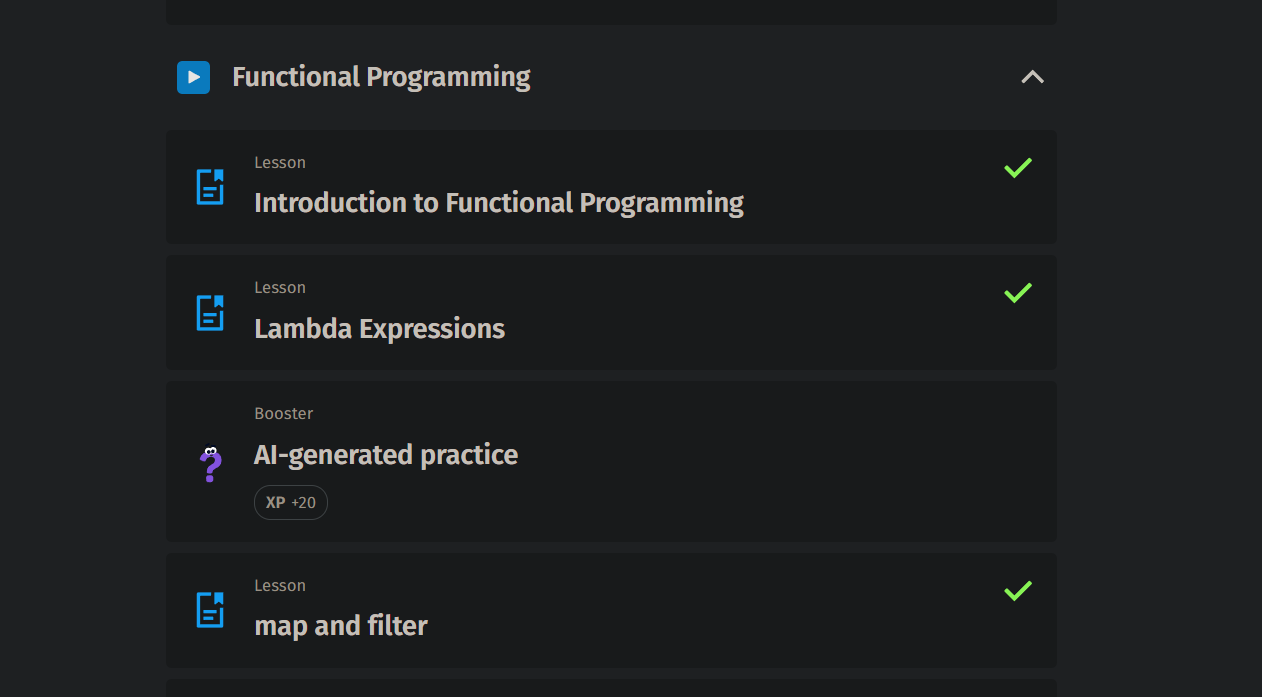 Functional Programming
Lesson
Introduction to Functional Programming
Lesson
Lambda Expressions
Booster
AI-generated practice
XP +20
Lesson
map and filter